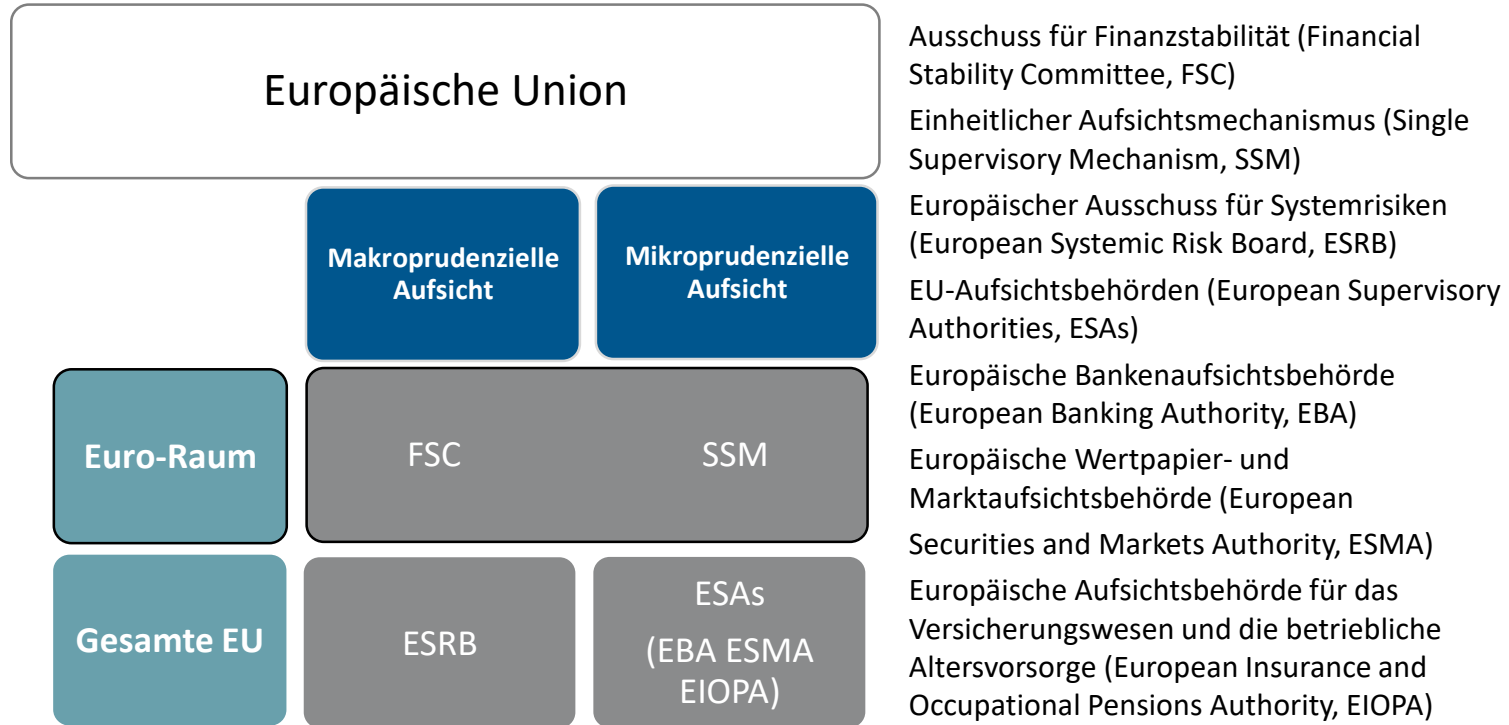 Europäische Union
Makroprudenzielle
Aufsicht
Mikroprudenzielle
Aufsicht
Euro-Raum
FSC
SSM
Gesamte EU
ESRB
ESAs
(EBA ESMA
EIOPA)
Ausschuss für Finanzstabilität (Financial
Stability Committee, FSC)
Einheitlicher Aufsichtsmechanismus (Single
Supervisory Mechanism, SSM)
Europäischer Ausschuss für Systemrisiken
(European Systemic Risk Board, ESRB)
EU-Aufsichtsbehörden (European Supervisory
Authorities, ESAs)
Europäische Bankenaufsichtsbehörde
(European Banking Authority, EBA)
Europäische Wertpapier- und
Marktaufsichtsbehörde (European
Securities and Markets Authority, ESMA)
Europäische Aufsichtsbehörde für das
Versicherungswesen und die betriebliche
Altersvorsorge (European Insurance and
Occupational Pensions Authority, EIOPA)